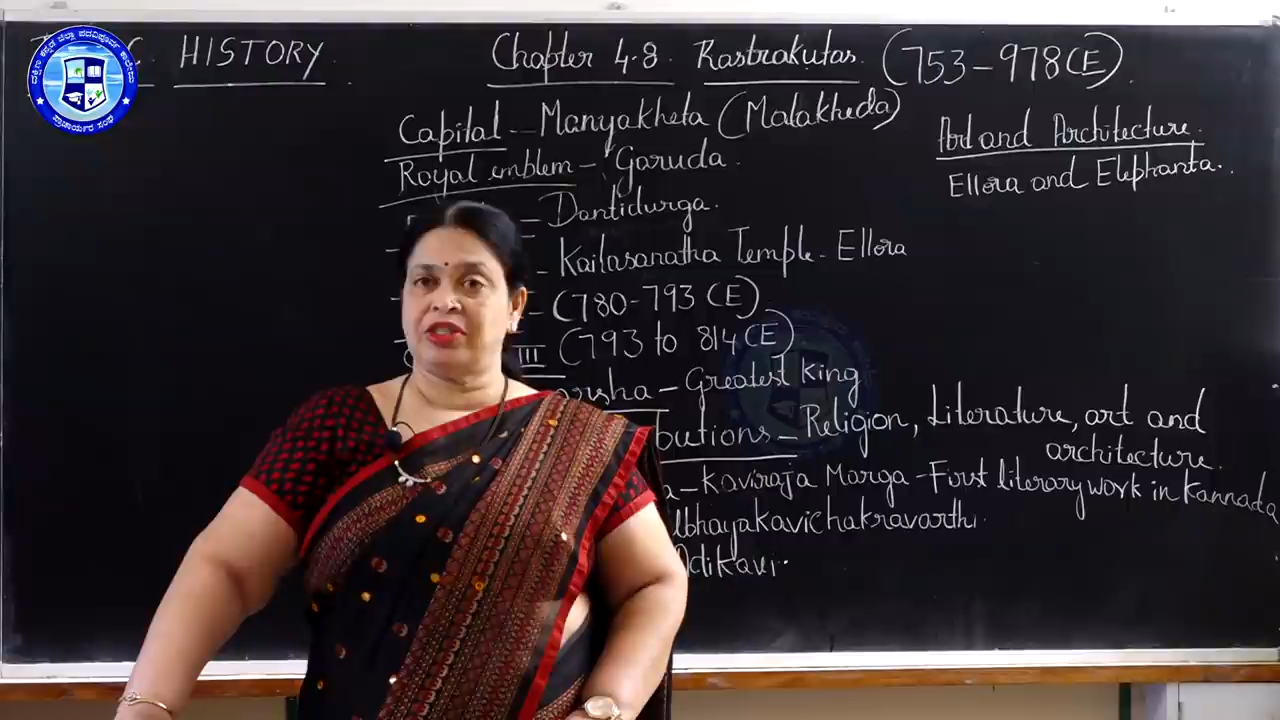 HISTORY
Chapter 4.8 Rastrakutas. (753-978 CE)
Capital - Manyakheta (Malakheda)
Royal emblem - Garuda.
- Dantidurga.
- Kailasanatha Temple - Ellora
- (780-793 CE)
III (793 to 814 CE)
- Greatest king
- Religion, Literature, art and
architecture.
- Kaviraja Marga - First literary work in Kannada
Ubhayakavichakravarthi.
Adikavi.
Art and Architecture.
Ellora and Elephanta.